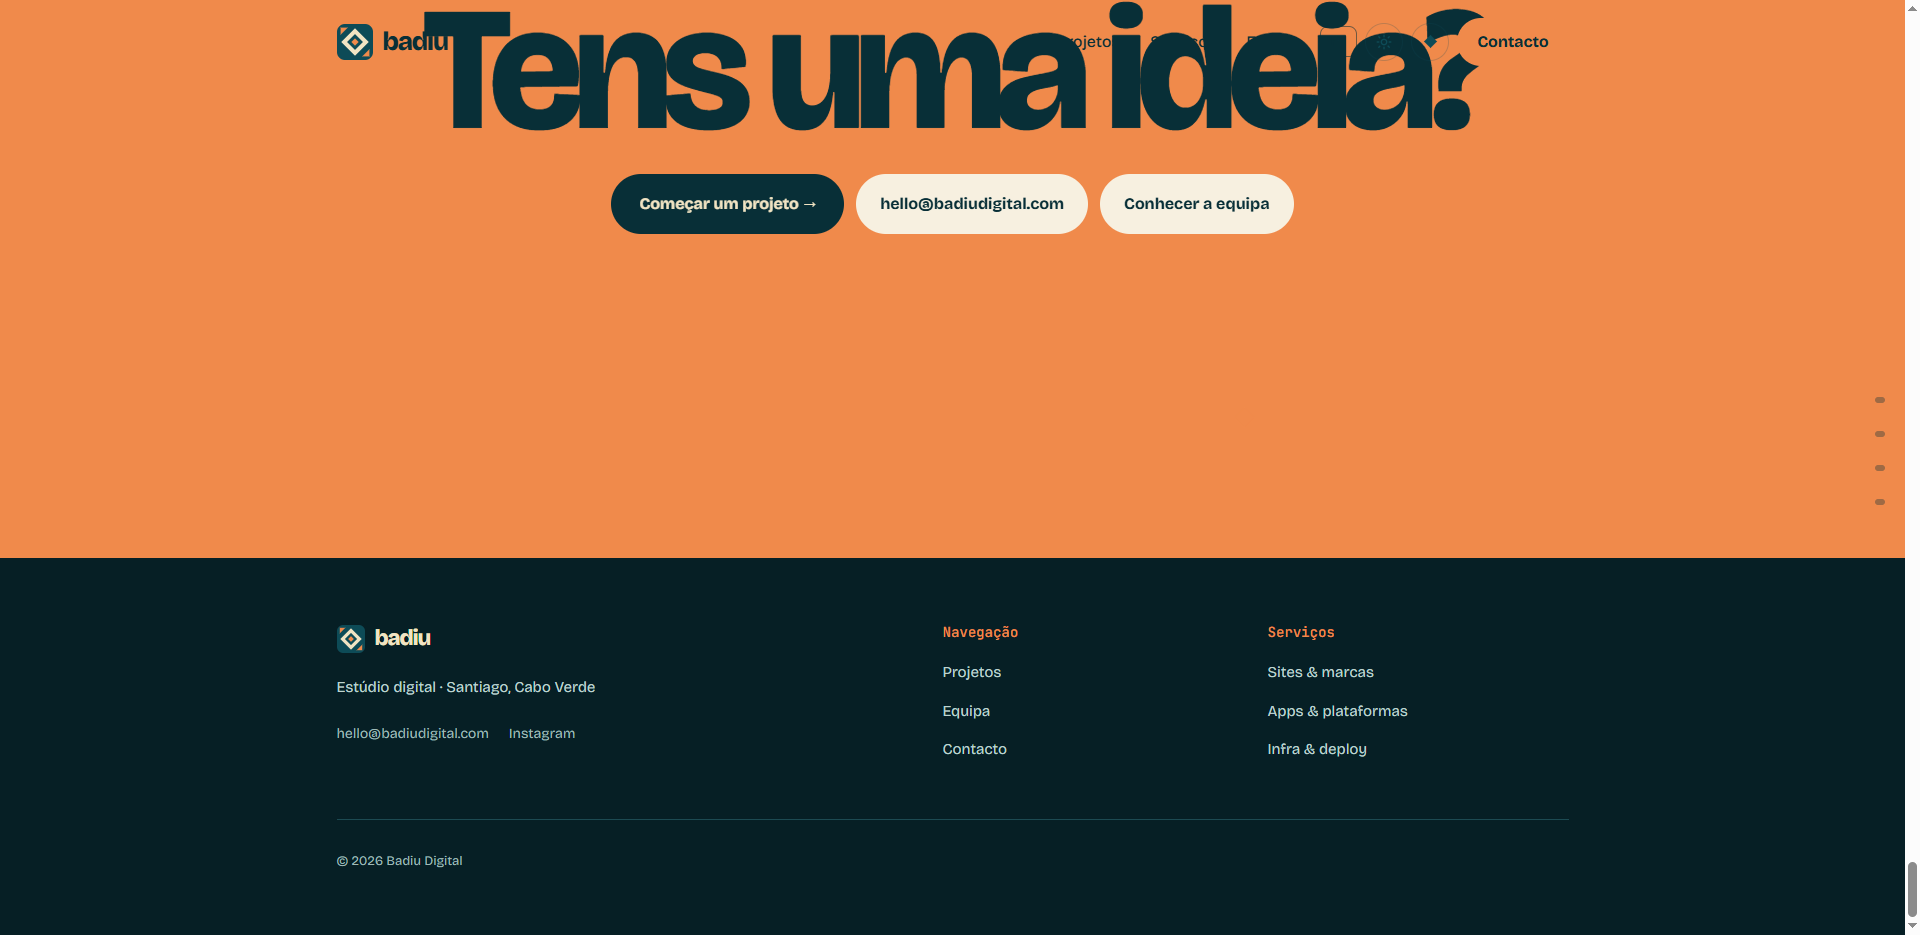 badiu
Contacto
Tens uma ideia?
Começar um projeto →
hello@badiudigital.com
Conhecer a equipa
badiu
Estúdio digital · Santiago, Cabo Verde
hello@badiudigital.com Instagram
Navegação
Projetos
Equipa
Contacto
Serviços
Sites & marcas
Apps & plataformas
Infra & deploy
© 2026 Badiu Digital